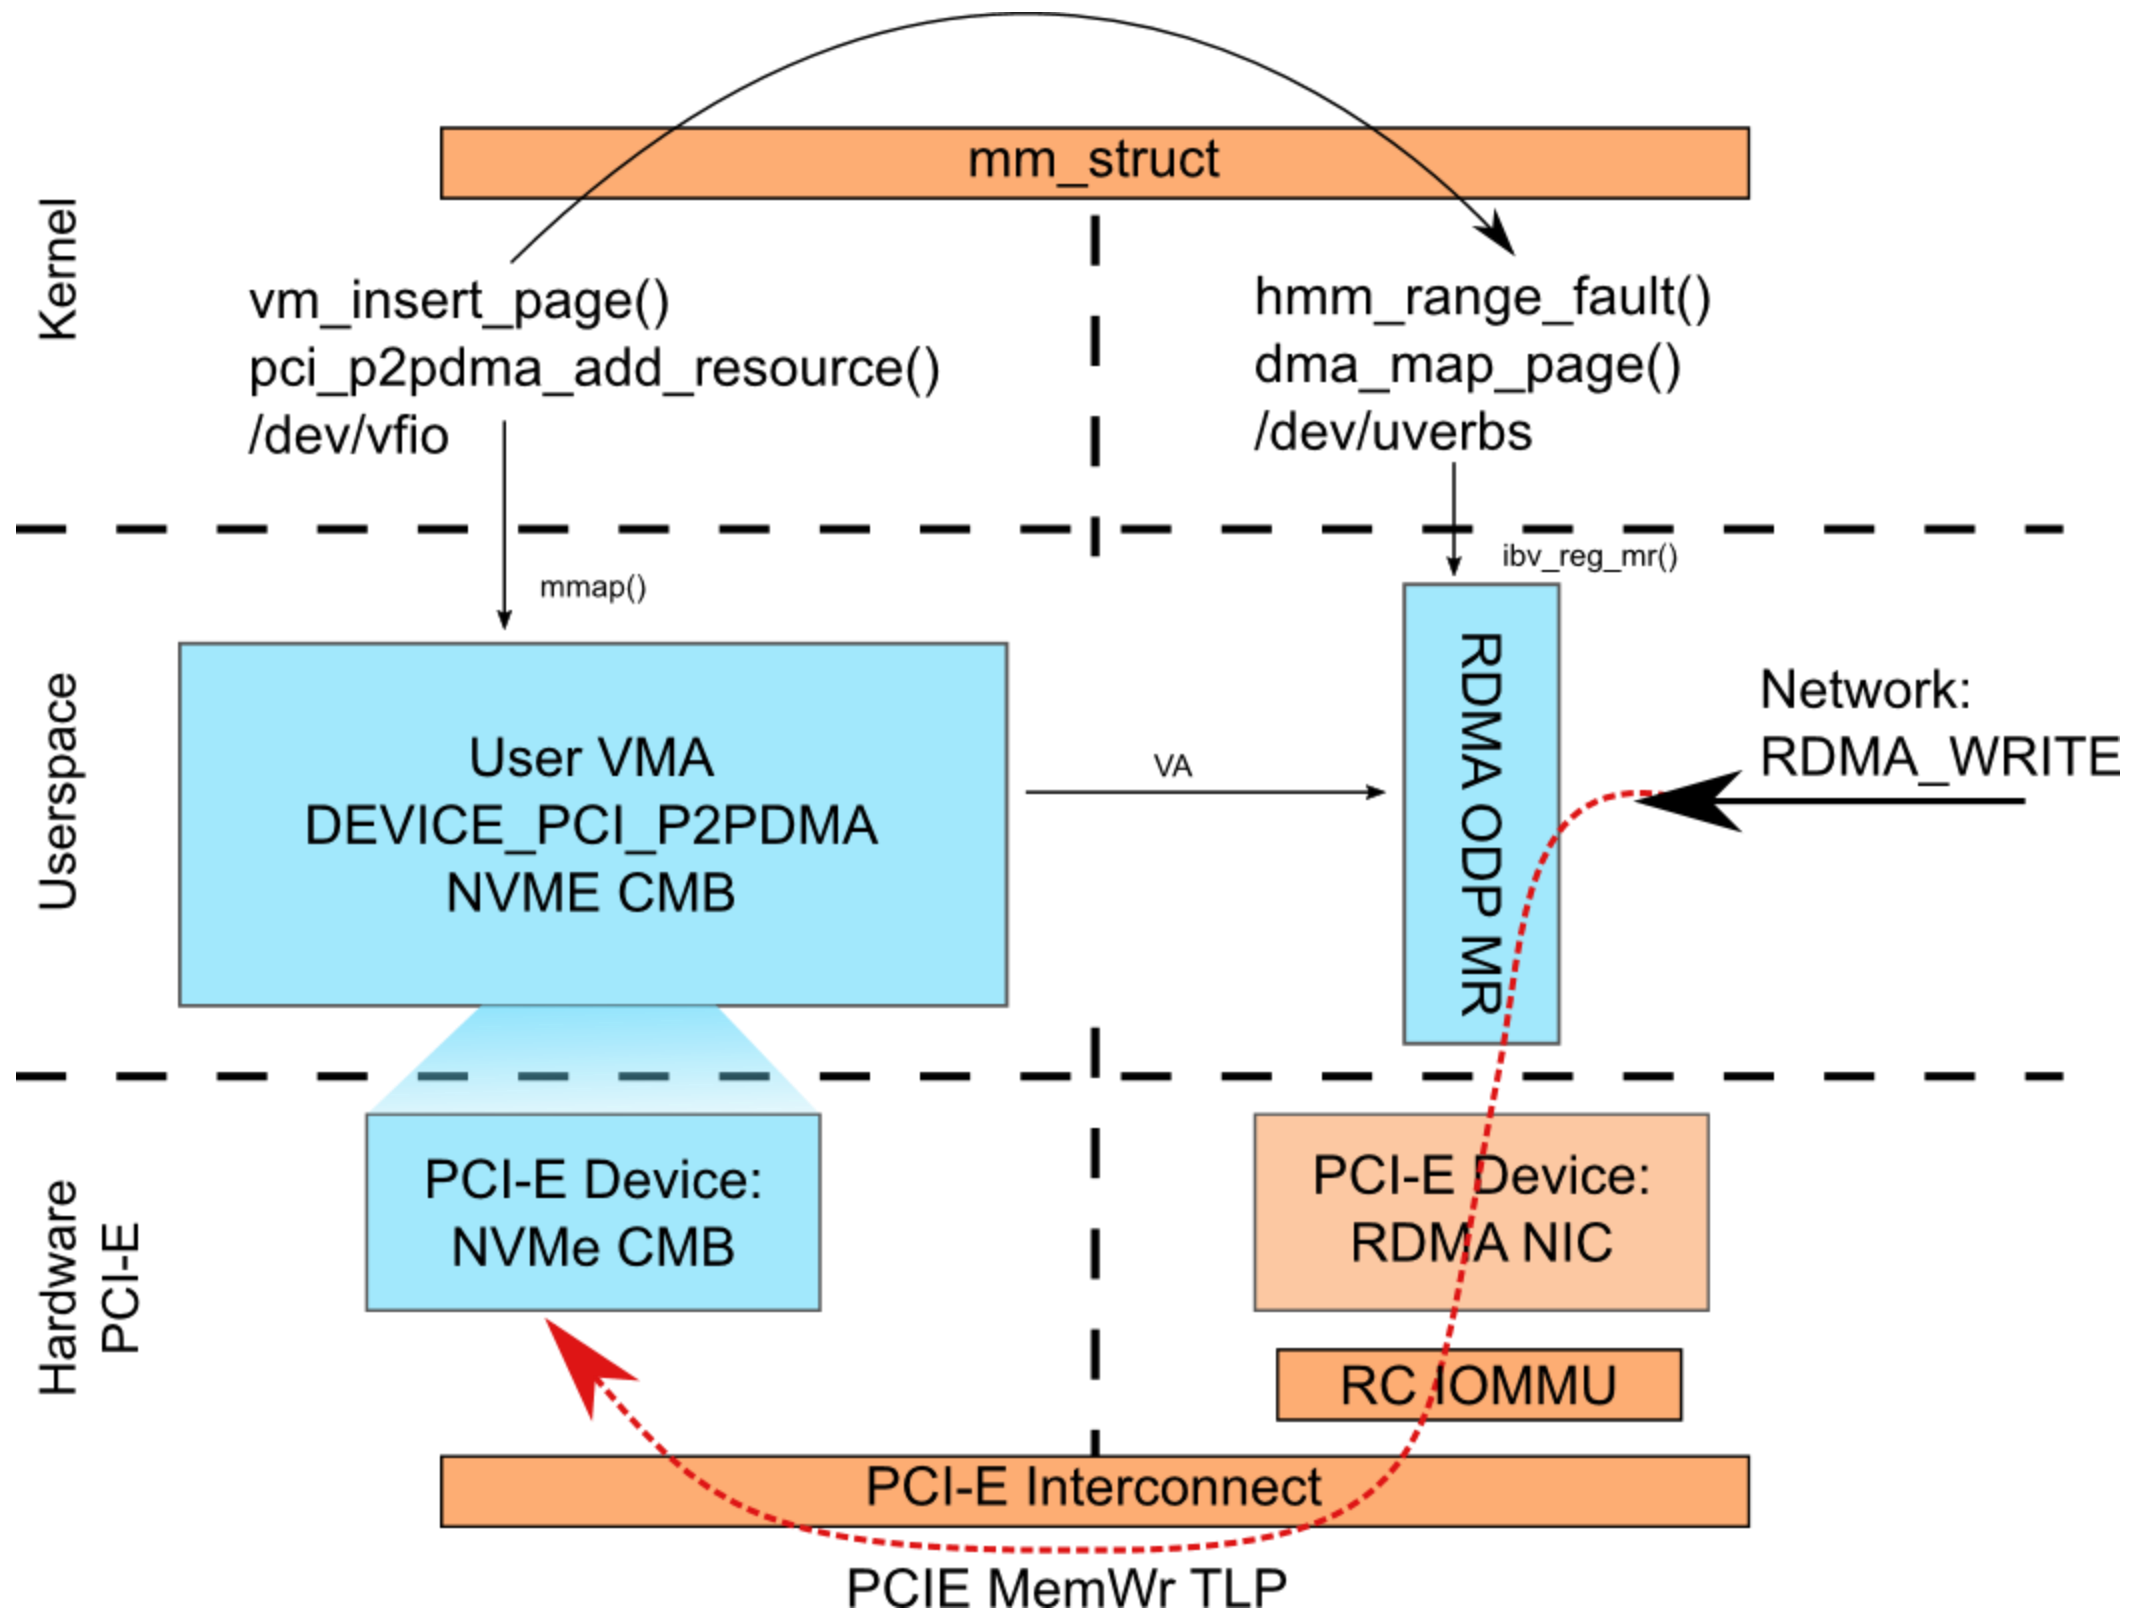 mm_struct
Kernel
vm_insert_page()
pci_p2pdma_add_resource()
/dev/vfio
hmm_range_fault()
dma_map_page()
/dev/uverbs
mmap()
ibv_reg_mr()
Userspace
User VMA
DEVICE_PCI_P2PDMA
NVME CMB
VA
RDMA ODP MR
Network:
RDMA_WRITE
Hardware
PCI-E
PCI-E Device:
NVMe CMB
PCI-E Device:
RDMA NIC
RC IOMMU
PCI-E Interconnect
PCIE MemWr TLP